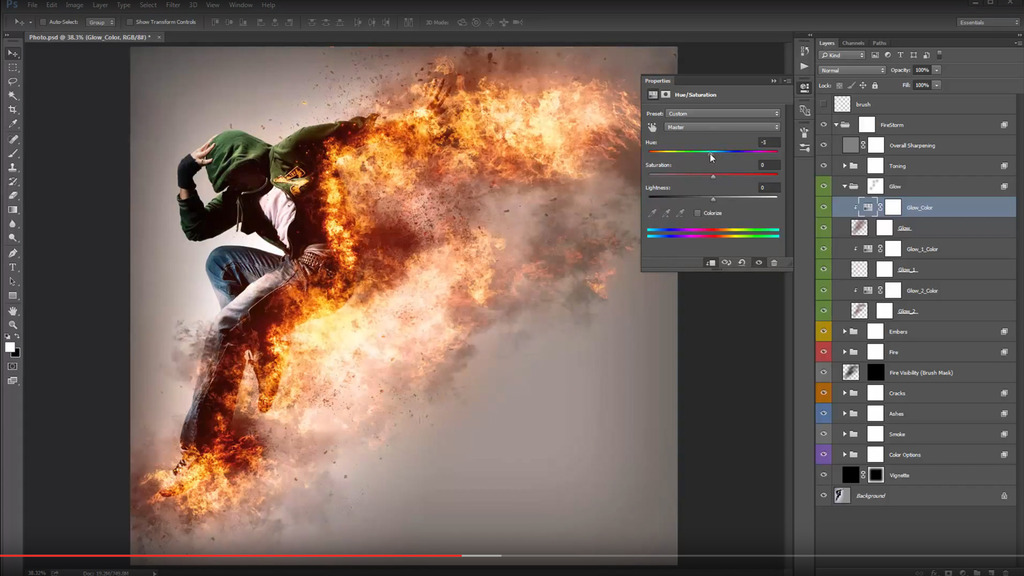 Ps File Edit Image Layer Type Select Filter 3D View Window Help
Auto-Select: Group Show Transform Controls 3D Mode: Essentials
Photo.psd @ 38.3% (Glow_Color, RGB/8#) * ×
Properties
Hue/Saturation
Preset: Custom
Master
Hue: -5
Saturation: 0
Lightness: 0
Colorize
Layers Channels Paths
Kind
Normal Opacity: 100%
Lock: Fill: 100%
brush
FireStorm
Overall Sharpening
Toning
Glow
Glow_Color
Glow
Glow_1_Color
Glow_1
Glow_2_Color
Glow_2
Embers
Fire
Fire Visibility (Brush Mask)
Cracks
Ashes
Smoke
Color Options
Vignette
Background
38.32%